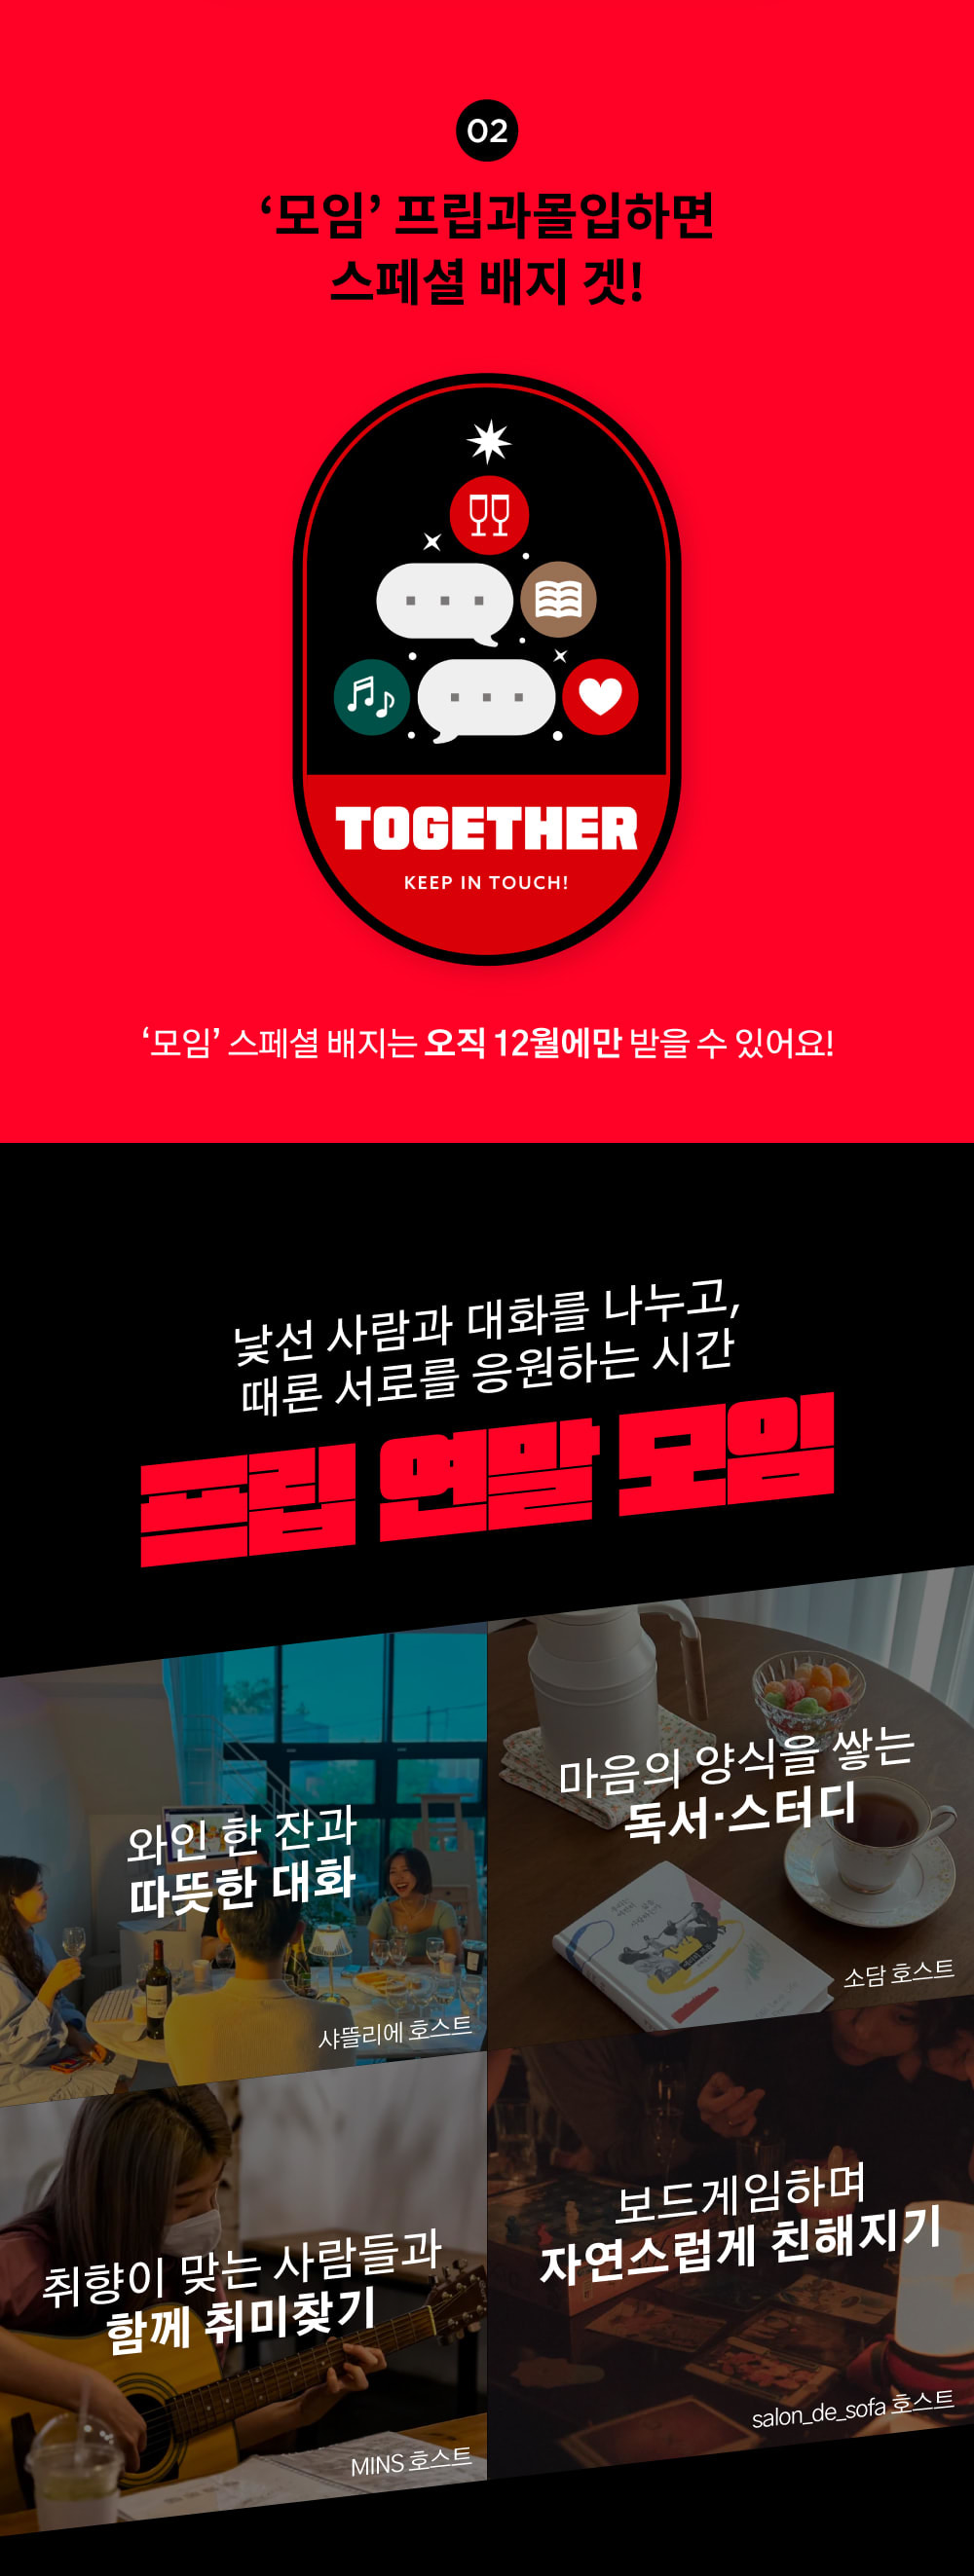 02
‘모임’ 프립과몰입하면
스페셜 배지 겟!
TOGETHER
KEEP IN TOUCH!
‘모임’ 스페셜 배지는 오직 12월에만 받을 수 있어요!
낯선 사람과 대화를 나누고,
때론 서로를 응원하는 시간
프립 연말 모임
와인 한 잔과
따뜻한 대화
샤뜰리에 호스트
마음의 양식을 쌓는
독서·스터디
소담 호스트
취향이 맞는 사람들과
함께 취미찾기
MINS 호스트
보드게임하며
자연스럽게 친해지기
salon_de_sofa 호스트